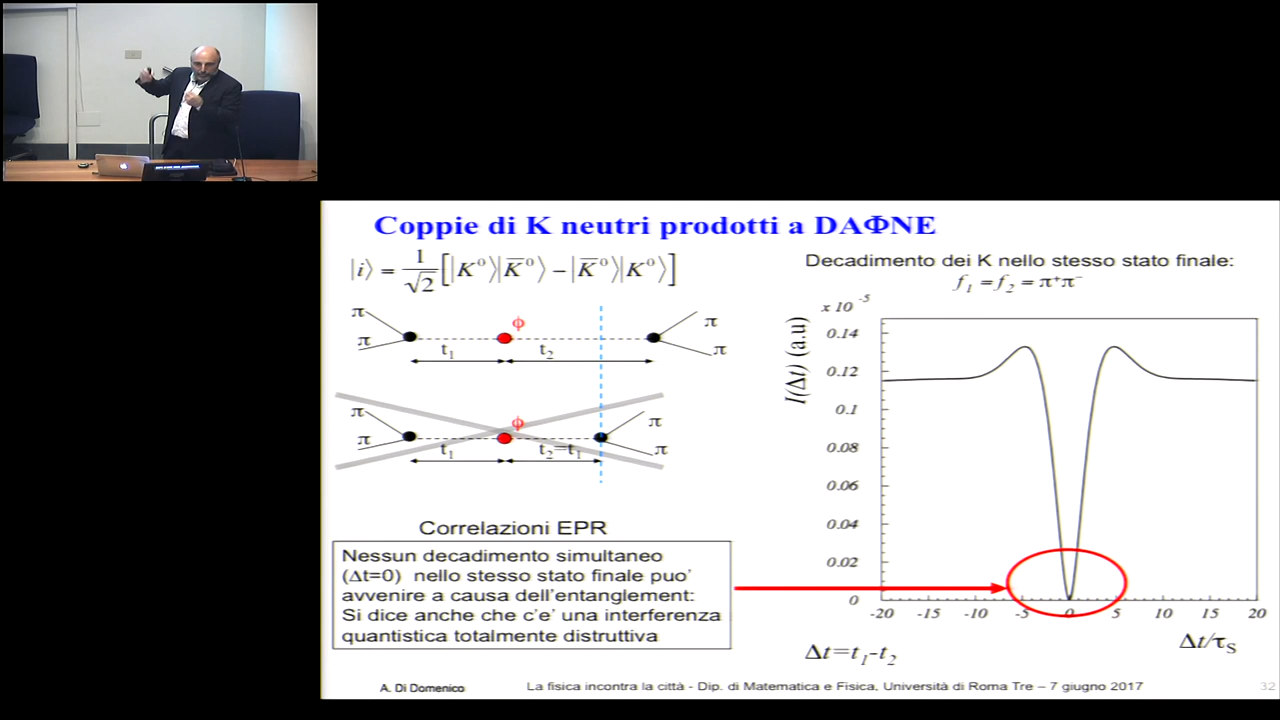 Coppie di K neutri prodotti a DAΦNE
|i⟩ = 1/√2 [|K⁰⟩|K̅⁰⟩ − |K̅⁰⟩|K⁰⟩]
Decadimento dei K nello stesso stato finale:
f₁ = f₂ = π⁺π⁻
π
π
t₁
ϕ
t₂
π
π
π
π
t₁
ϕ
t₂=t₁
π
π
Correlazioni EPR
Nessun decadimento simultaneo
(Δt=0) nello stesso stato finale puo'
avvenire a causa dell'entanglement:
Si dice anche che c'e' una interferenza
quantistica totalmente distruttiva
x 10 ⁻⁵
I(Δt) (a.u)
0.14
0.12
0.1
0.08
0.06
0.04
0.02
0
-20 -15 -10 -5 0 5 10 15 20
Δt/τS
Δt=t₁-t₂
A. Di Domenico
La fisica incontra la città - Dip. di Matematica e Fisica, Università di Roma Tre – 7 giugno 2017
32